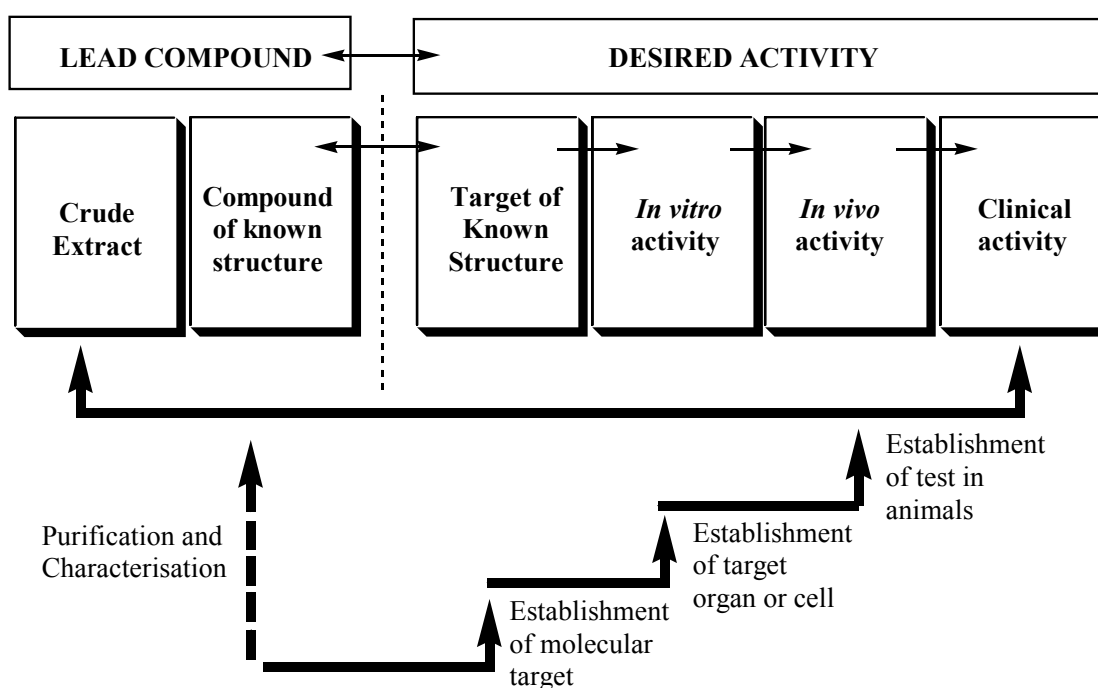 LEAD COMPOUND
DESIRED ACTIVITY
Crude
Extract
Compound
of known
structure
Target of
Known
Structure
In vitro
activity
In vivo
activity
Clinical
activity
Purification and
Characterisation
Establishment
of molecular
target
Establishment
of target
organ or cell
Establishment
of test in
animals